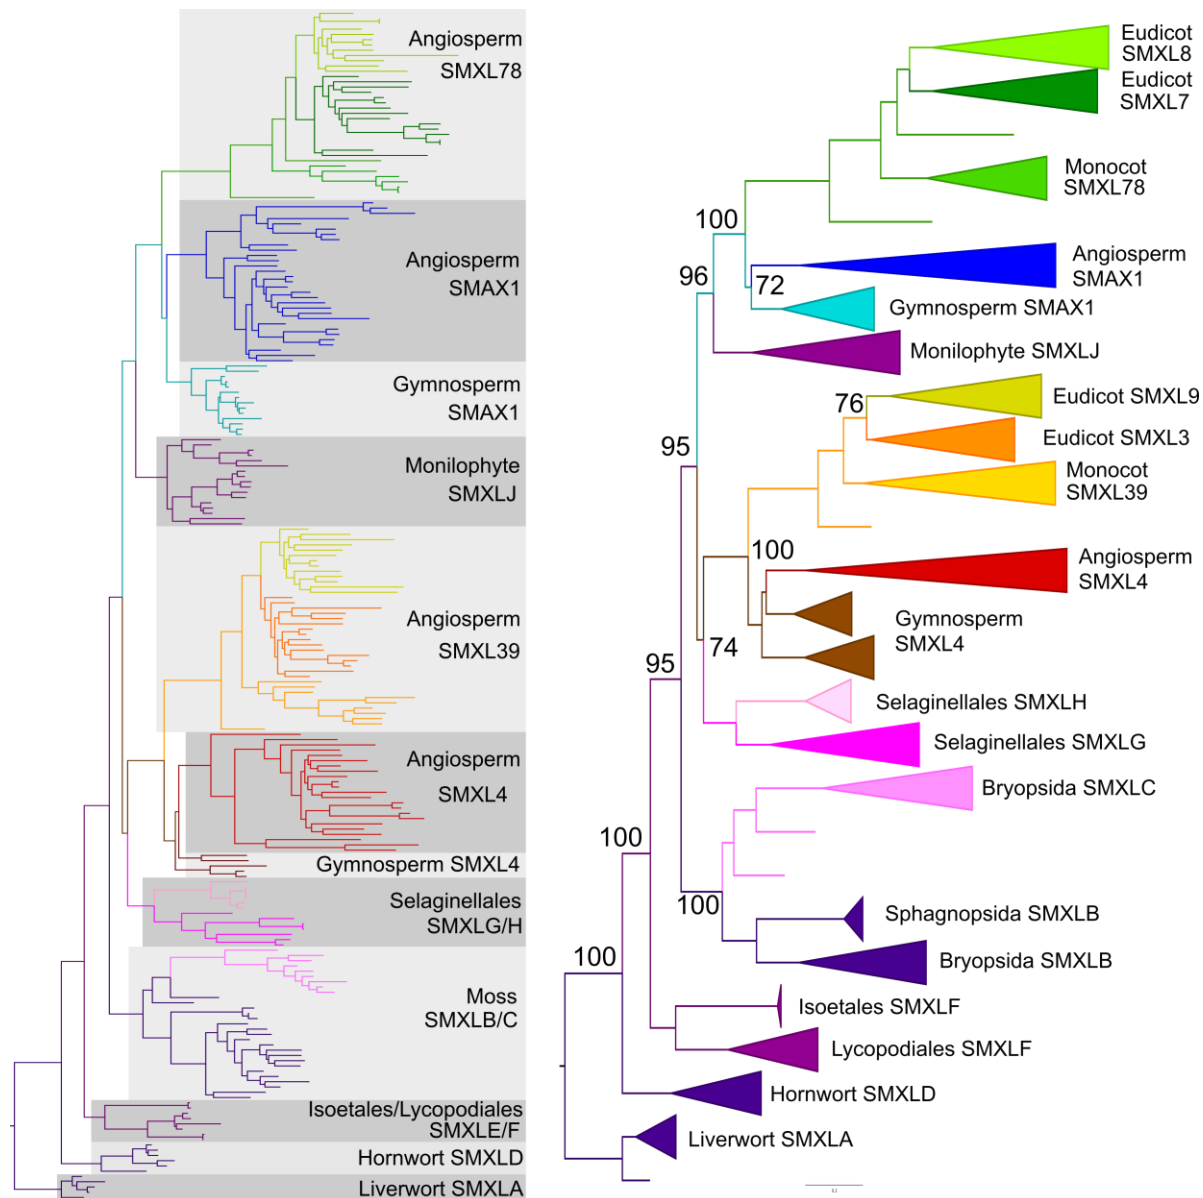 Angiosperm
SMXL78
Angiosperm
SMAX1
Gymnosperm
SMAX1
Monilophyte
SMXLJ
Angiosperm
SMXL39
Angiosperm
SMXL4
Gymnosperm SMXL4
Selaginellales
SMXLG/H
Moss
SMXLB/C
Isoetales/Lycopodiales
SMXLE/F
Hornwort SMXLD
Liverwort SMXLA
Eudicot
SMXL8
Eudicot
SMXL7
Monocot
SMXL78
100
Angiosperm
SMAX1
96
72
Gymnosperm SMAX1
Monilophyte SMXLJ
76
Eudicot SMXL9
Eudicot SMXL3
95
Monocot
SMXL39
100
Angiosperm
SMXL4
Gymnosperm
SMXL4
74
95
Selaginellales SMXLH
Selaginellales SMXLG
Bryopsida SMXLC
100
100
Sphagnopsida SMXLB
Bryopsida SMXLB
100
Isoetales SMXLF
Lycopodiales SMXLF
Hornwort SMXLD
Liverwort SMXLA